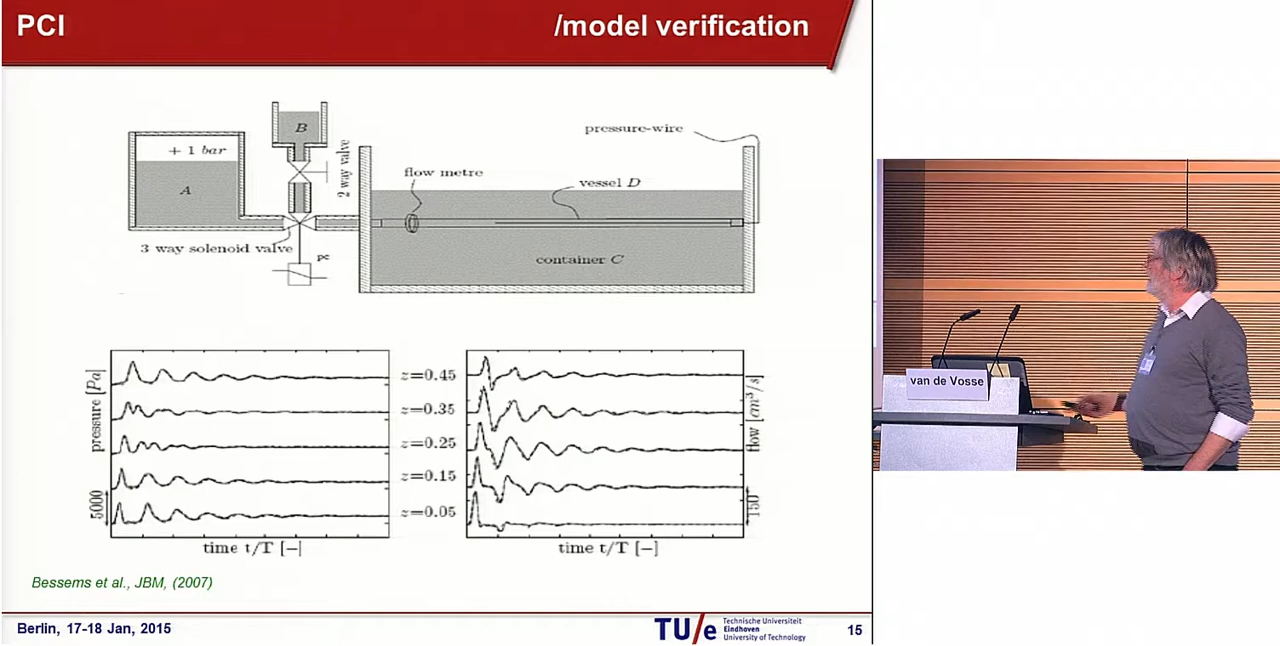 PCI
/model verification
+ 1 bar
A
B
2 way valve
3 way solenoid valve
pc
flow metre
vessel D
pressure-wire
container C
pressure [Pa]
5000
time t/T [−]
z=0.45
z=0.35
z=0.25
z=0.15
z=0.05
flow [cm³/s]
150
time t/T [−]
Bessems et al., JBM, (2007)
Berlin, 17-18 Jan, 2015
TU/e
Technische Universiteit
Eindhoven
University of Technology
15
van de Vosse